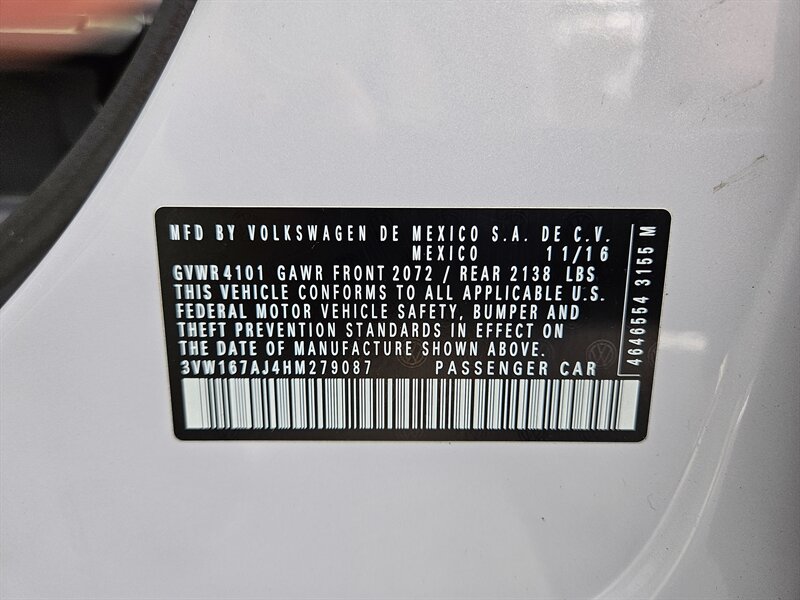 MFD BY VOLKSWAGEN DE MEXICO S.A. DE C.V.
MEXICO 11/16
GVWR 4101 GAWR FRONT 2072 / REAR 2138 LBS
THIS VEHICLE CONFORMS TO ALL APPLICABLE U.S.
FEDERAL MOTOR VEHICLE SAFETY, BUMPER AND
THEFT PREVENTION STANDARDS IN EFFECT ON
THE DATE OF MANUFACTURE SHOWN ABOVE.
3VW167AJ4HM279087 PASSENGER CAR
4646554 3155 M